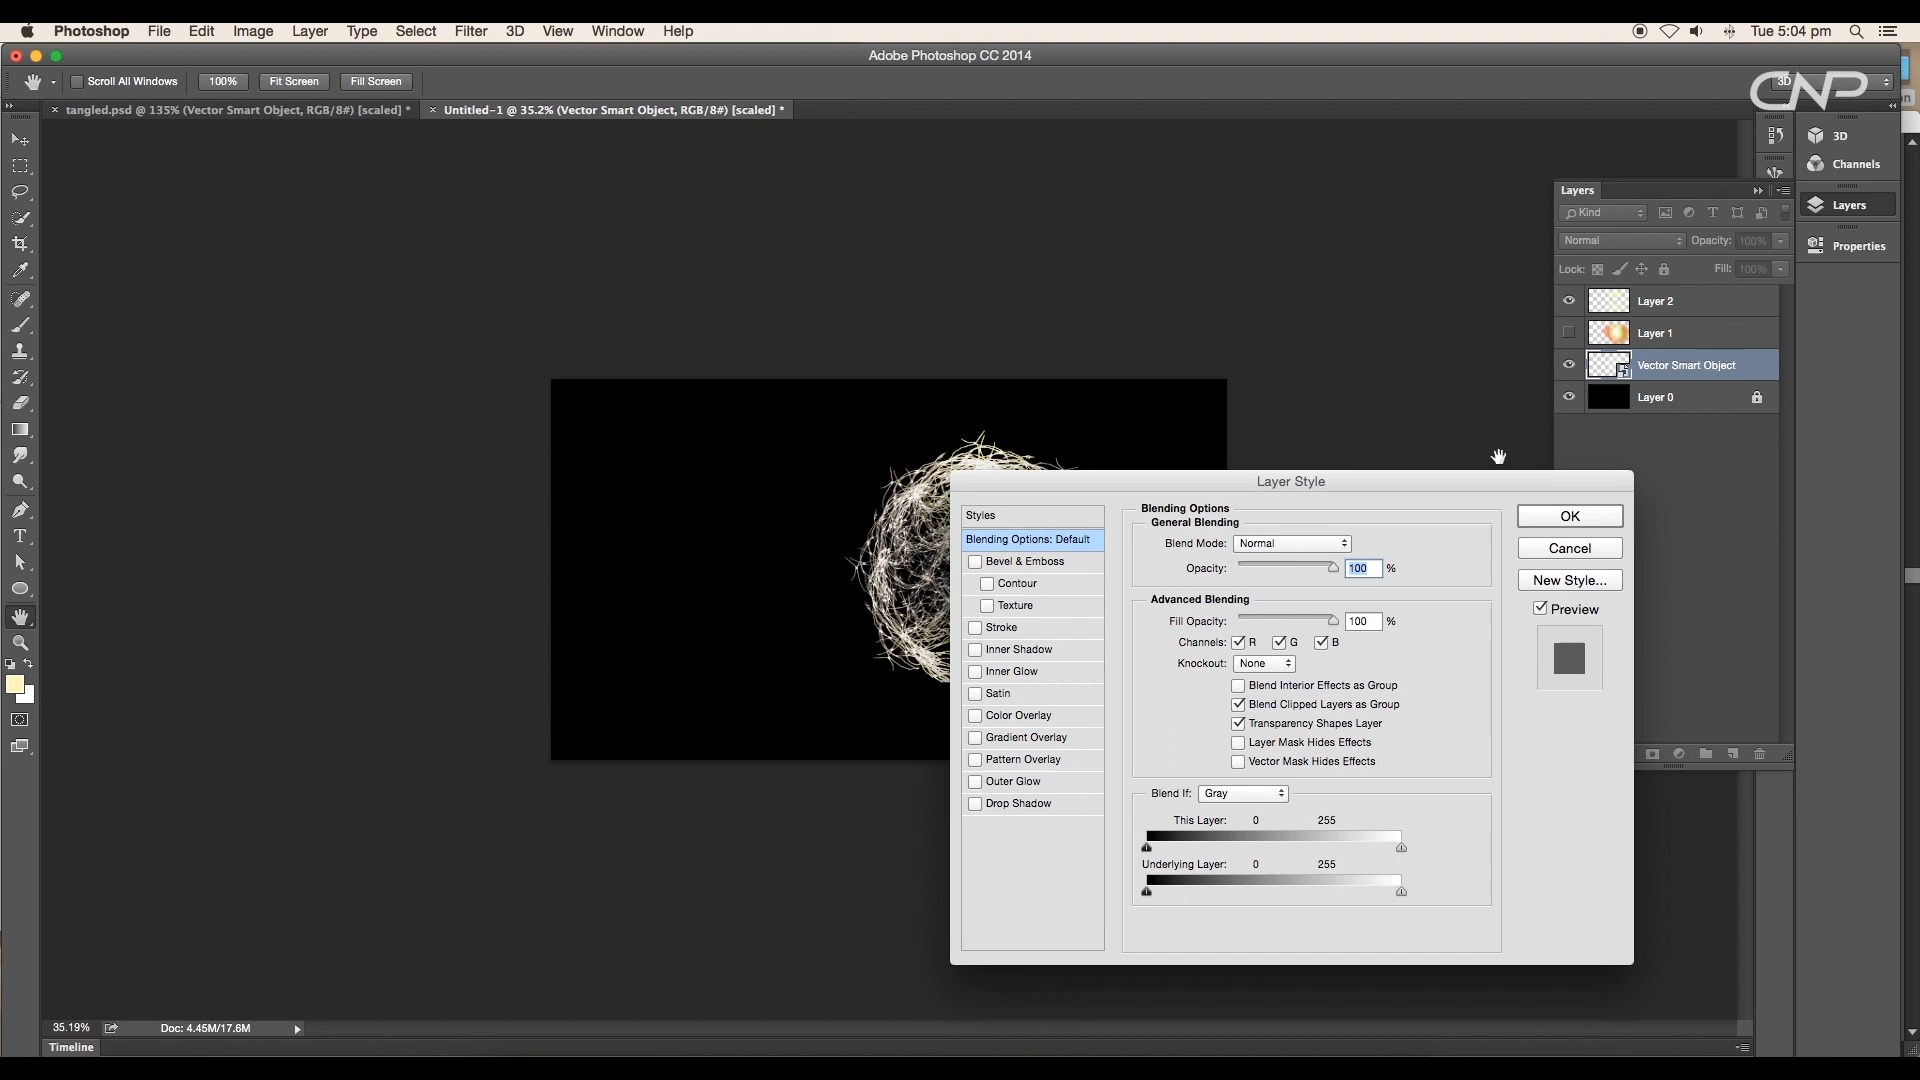 Photoshop File Edit Image Layer Type Select Filter 3D View Window Help Tue 5:04 pm
Adobe Photoshop CC 2014
Scroll All Windows 100% Fit Screen Fill Screen 3D
CNP
tangled.psd @ 135% (Vector Smart Object, RGB/8#) [scaled] * Untitled-1 @ 35.2% (Vector Smart Object, RGB/8#) [scaled] *
3D
Channels
Layers
Properties
Layers
Kind
Normal Opacity: 100%
Lock: Fill: 100%
Layer 2
Layer 1
Vector Smart Object
Layer 0
Layer Style
Styles
Blending Options: Default
Bevel & Emboss
Contour
Texture
Stroke
Inner Shadow
Inner Glow
Satin
Color Overlay
Gradient Overlay
Pattern Overlay
Outer Glow
Drop Shadow
Blending Options
General Blending
Blend Mode: Normal
Opacity: 100 %
Advanced Blending
Fill Opacity: 100 %
Channels: R G B
Knockout: None
Blend Interior Effects as Group
Blend Clipped Layers as Group
Transparency Shapes Layer
Layer Mask Hides Effects
Vector Mask Hides Effects
Blend If: Gray
This Layer: 0 255
Underlying Layer: 0 255
OK
Cancel
New Style...
Preview
35.19% Doc: 4.45M/17.6M
Timeline